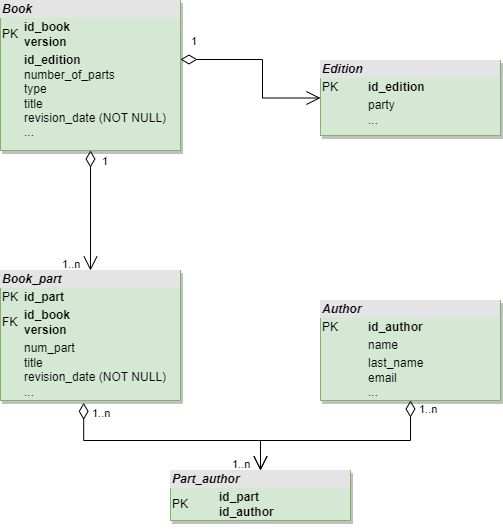 Book
PK id_book
version
id_edition
number_of_parts
type
title
revision_date (NOT NULL)
...
1
1
Edition
PK id_edition
party
...
1..n
Book_part
PK id_part
FK id_book
version
num_part
title
revision_date (NOT NULL)
...
1..n
Author
PK id_author
name
last_name
email
...
1..n
1..n
Part_author
PK id_part
id_author